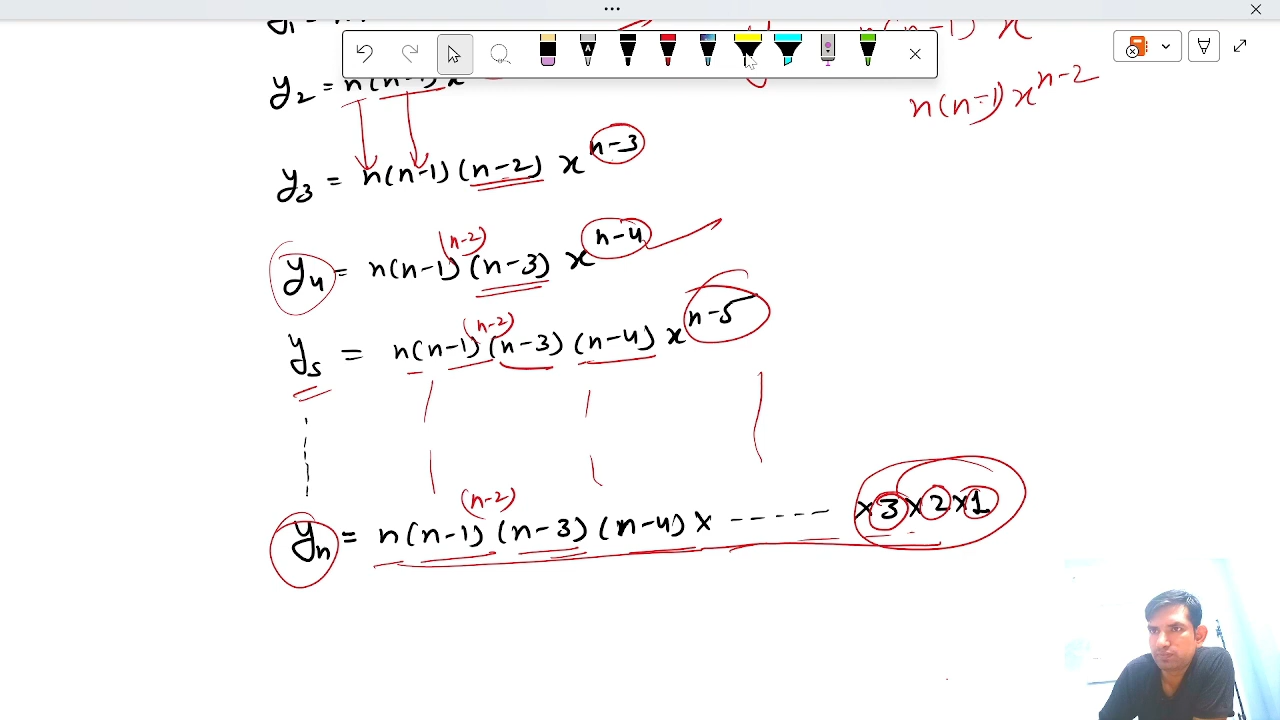 n(n-1) x
y₂ = n(n-1) x
n(n-1) x^{n-2}
y₃ = n(n-1) (n-2) x^{n-3}
(n-2)
y₄ = n(n-1) (n-3) x^{n-4}
(n-2)
y₅ = n(n-1) (n-3) (n-4) x^{n-5}
(n-2)
yₙ = n(n-1) (n-3) (n-4) x ------ x3x2x1